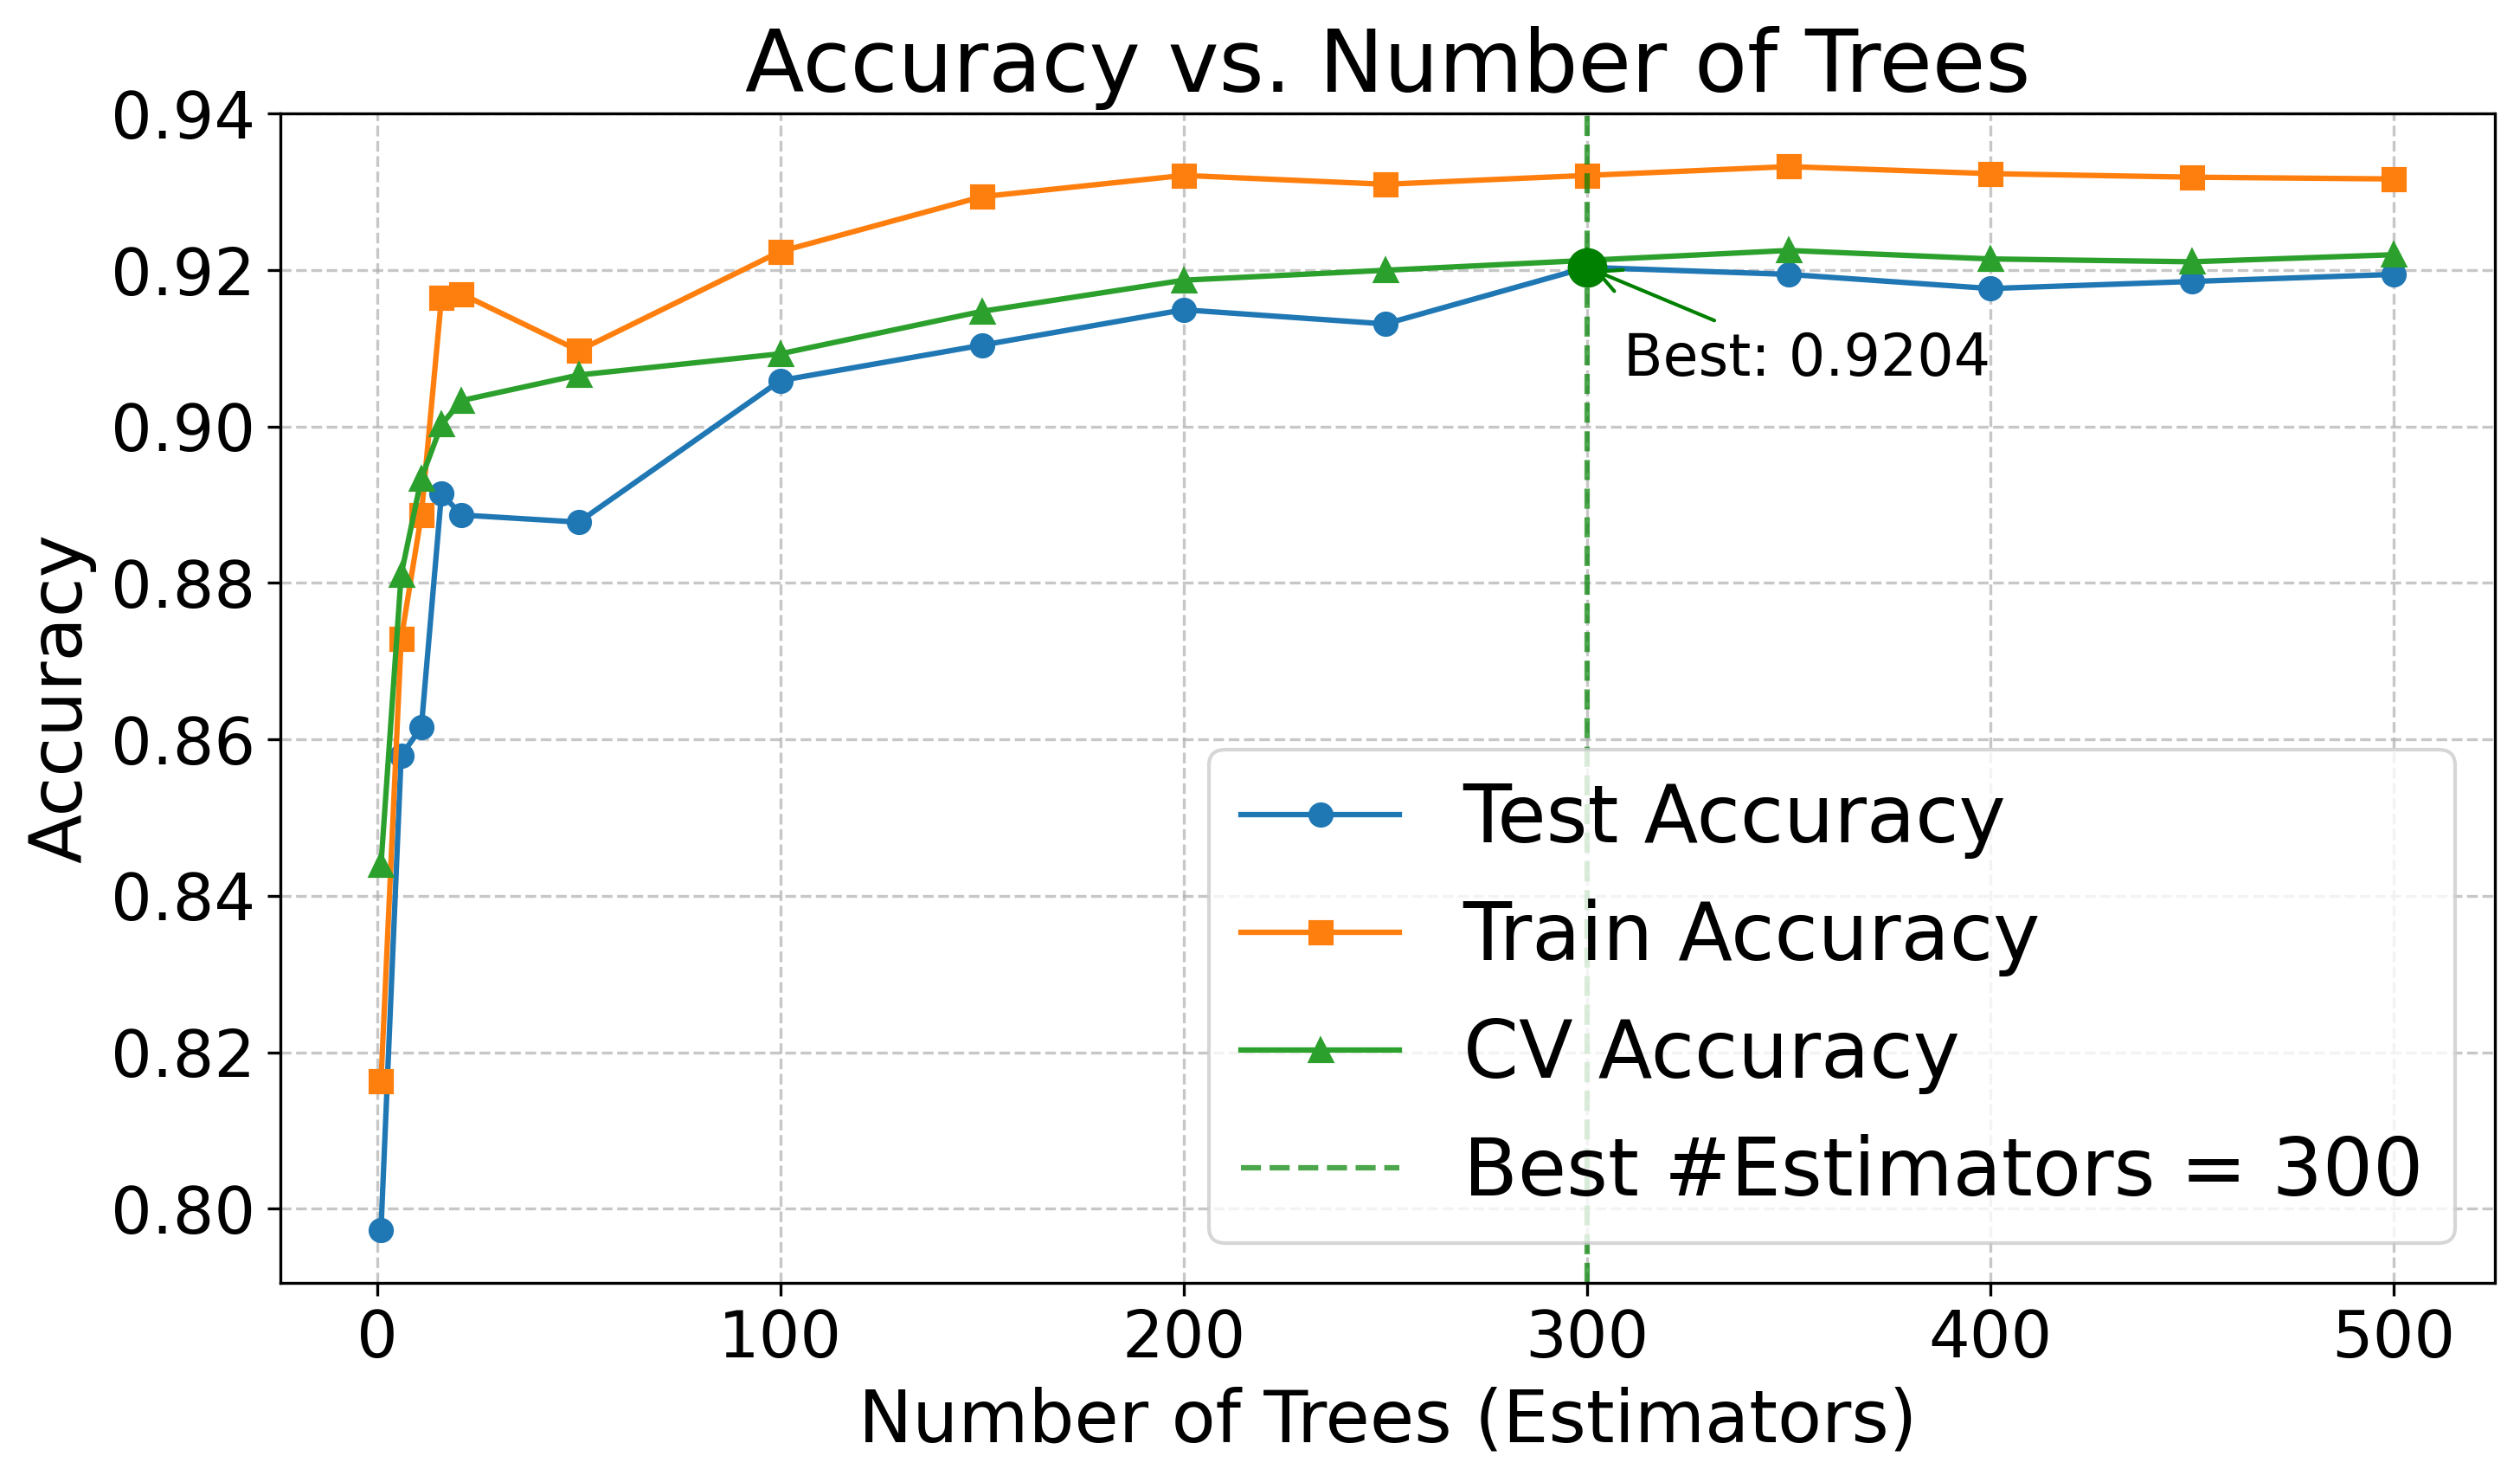 Accuracy vs. Number of Trees
0.94
0.92
0.90
0.88
0.86
0.84
0.82
0.80
Accuracy
Best: 0.9204
Test Accuracy
Train Accuracy
CV Accuracy
Best #Estimators = 300
0 100 200 300 400 500
Number of Trees (Estimators)